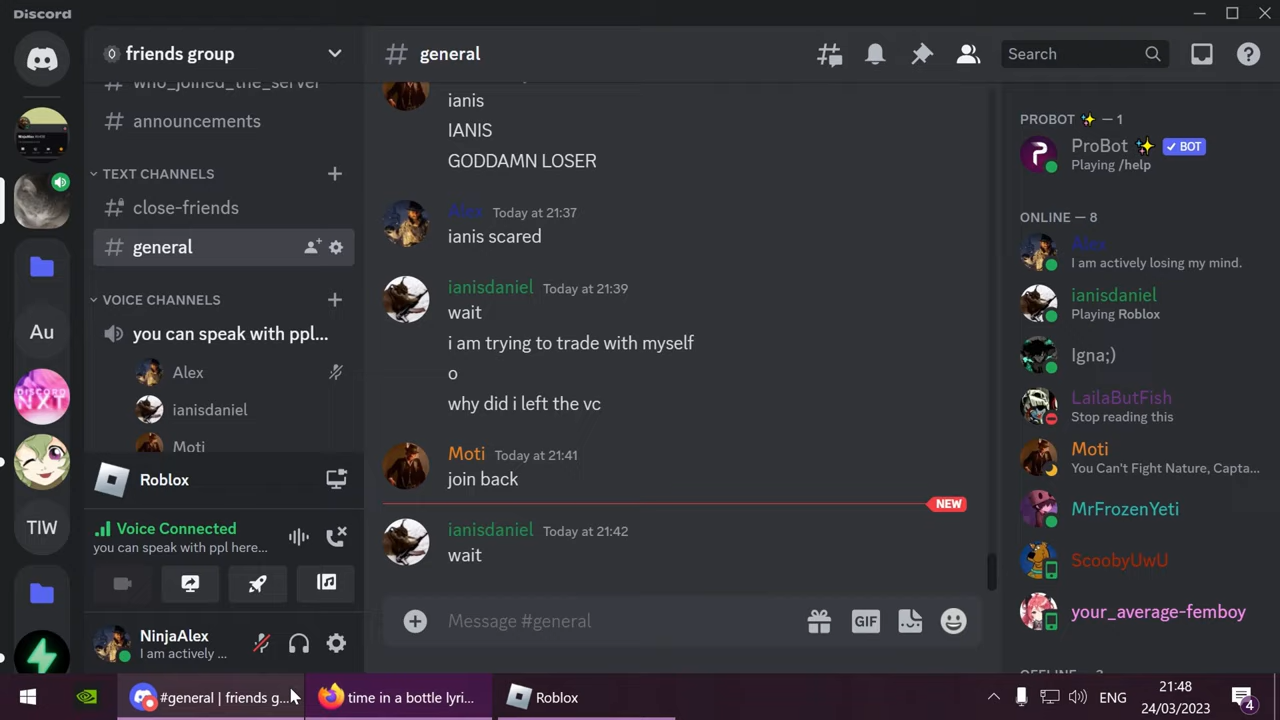 Discord
friends group
who_joined_the_server
announcements
TEXT CHANNELS
close-friends
general
VOICE CHANNELS
you can speak with ppl...
Alex
ianisdaniel
Moti
Roblox
Voice Connected
you can speak with ppl here...
NinjaAlex
I am actively ...
Au
DISCORD
NXT
TIW
general
Search
ianis
IANIS
GODDAMN LOSER
Alex Today at 21:37
ianis scared
ianisdaniel Today at 21:39
wait
i am trying to trade with myself
o
why did i left the vc
Moti Today at 21:41
join back
NEW
ianisdaniel Today at 21:42
wait
Message #general
GIF
PROBOT ✨ — 1
ProBot ✨ ✓ BOT
Playing /help
ONLINE — 8
Alex
I am actively losing my mind.
ianisdaniel
Playing Roblox
Igna;)
LailaButFish
Stop reading this
Moti
You Can't Fight Nature, Capta...
MrFrozenYeti
ScoobyUwU
your_average-femboy
#general | friends g...
time in a bottle lyri...
Roblox
ENG
21:48
24/03/2023
4